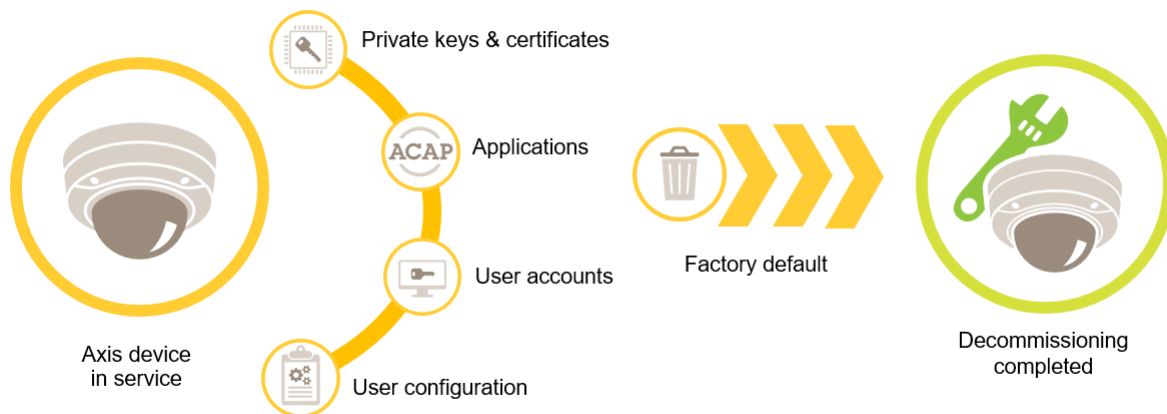 Private keys & certificates
ACAP
Applications
User accounts
User configuration
Axis device
in service
Factory default
Decommissioning
completed